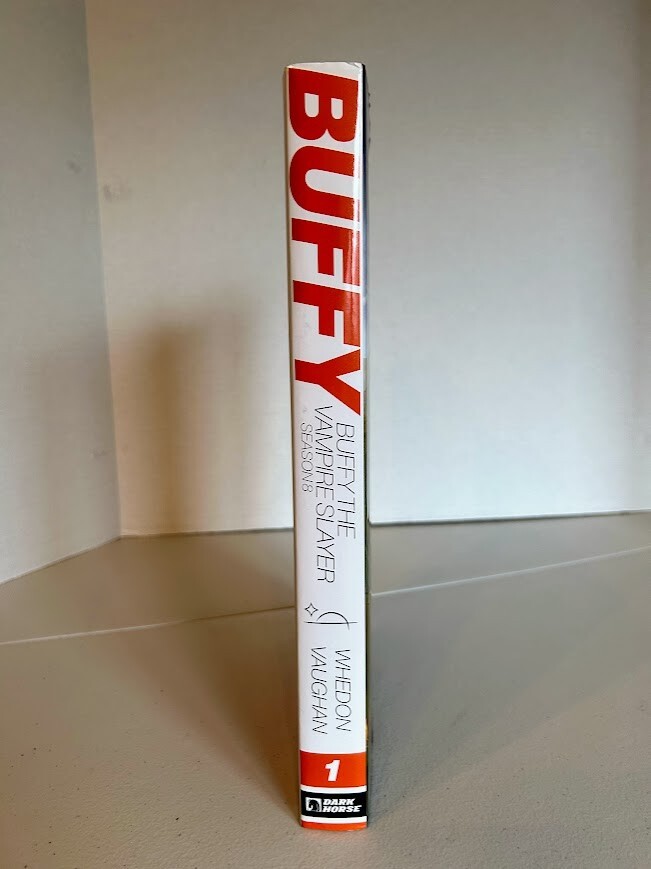 BUFFY
BUFFY THE
VAMPIRE SLAYER
SEASON 8
WHEDON
VAUGHAN
1
DARK
HORSE